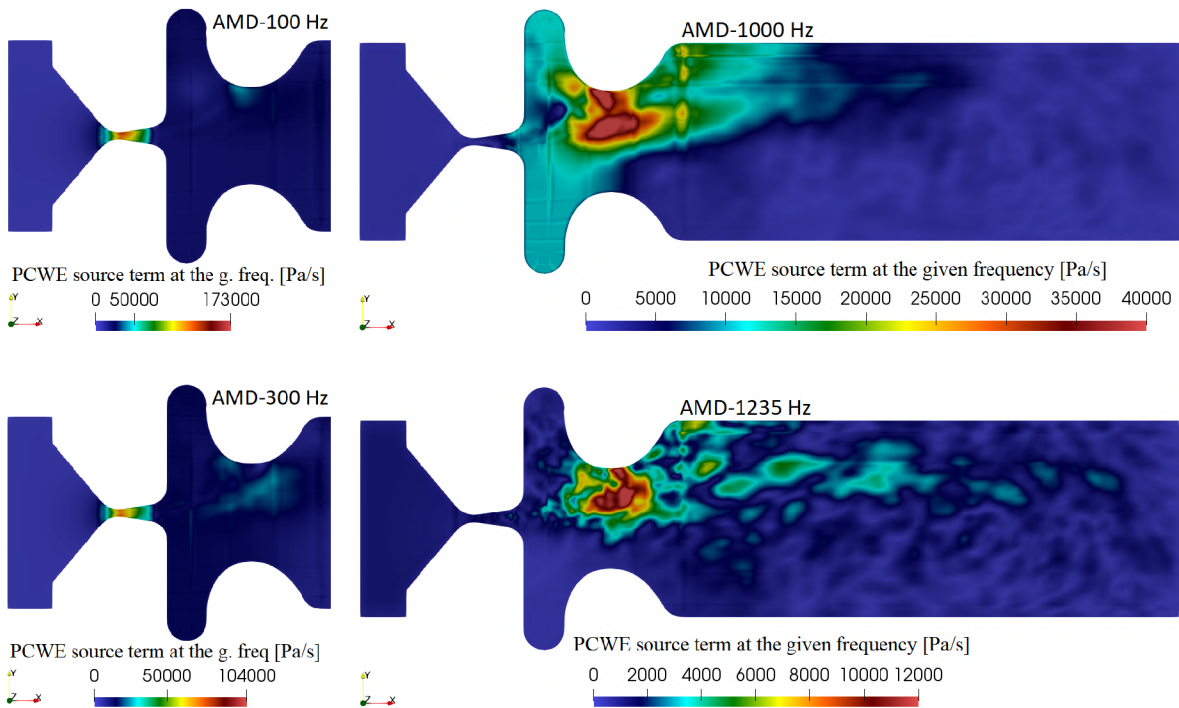 AMD-100 Hz
PCWE source term at the g. freq. [Pa/s]
0 50000 173000
Y
Z X
AMD-1000 Hz
PCWE source term at the given frequency [Pa/s]
0 5000 10000 15000 20000 25000 30000 35000 40000
Y
Z X
AMD-300 Hz
PCWE source term at the g. freq [Pa/s]
0 50000 104000
Y
Z X
AMD-1235 Hz
PCWE source term at the given frequency [Pa/s]
0 2000 4000 6000 8000 10000 12000
Y
Z X